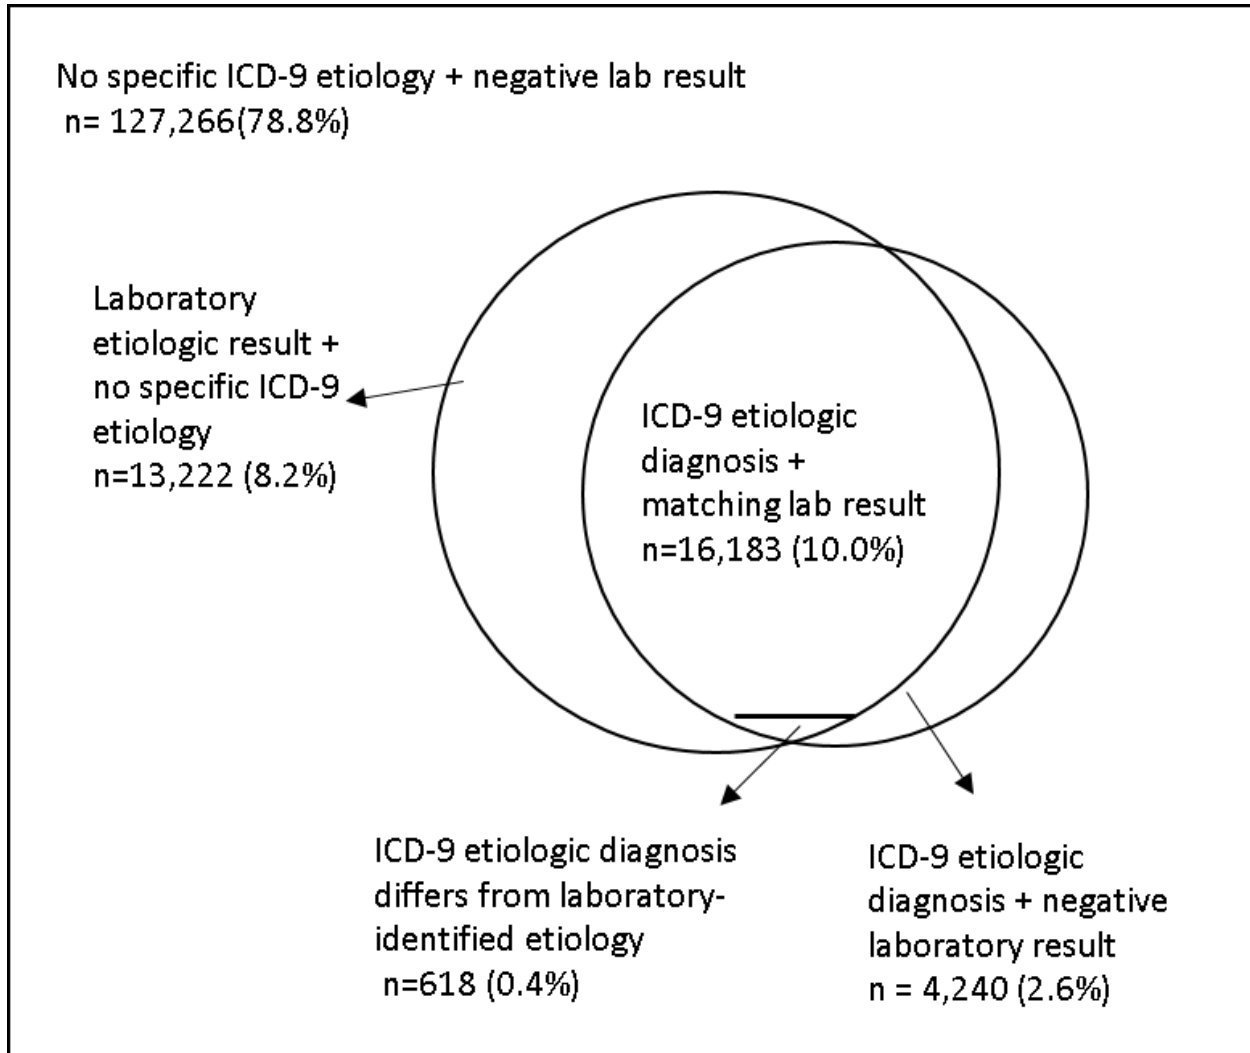 No specific ICD-9 etiology + negative lab result
n= 127,266(78.8%)
Laboratory
etiologic result +
no specific ICD-9
etiology
n=13,222 (8.2%)
ICD-9 etiologic
diagnosis +
matching lab result
n=16,183 (10.0%)
ICD-9 etiologic diagnosis
differs from laboratory-
identified etiology
n=618 (0.4%)
ICD-9 etiologic
diagnosis + negative
laboratory result
n = 4,240 (2.6%)